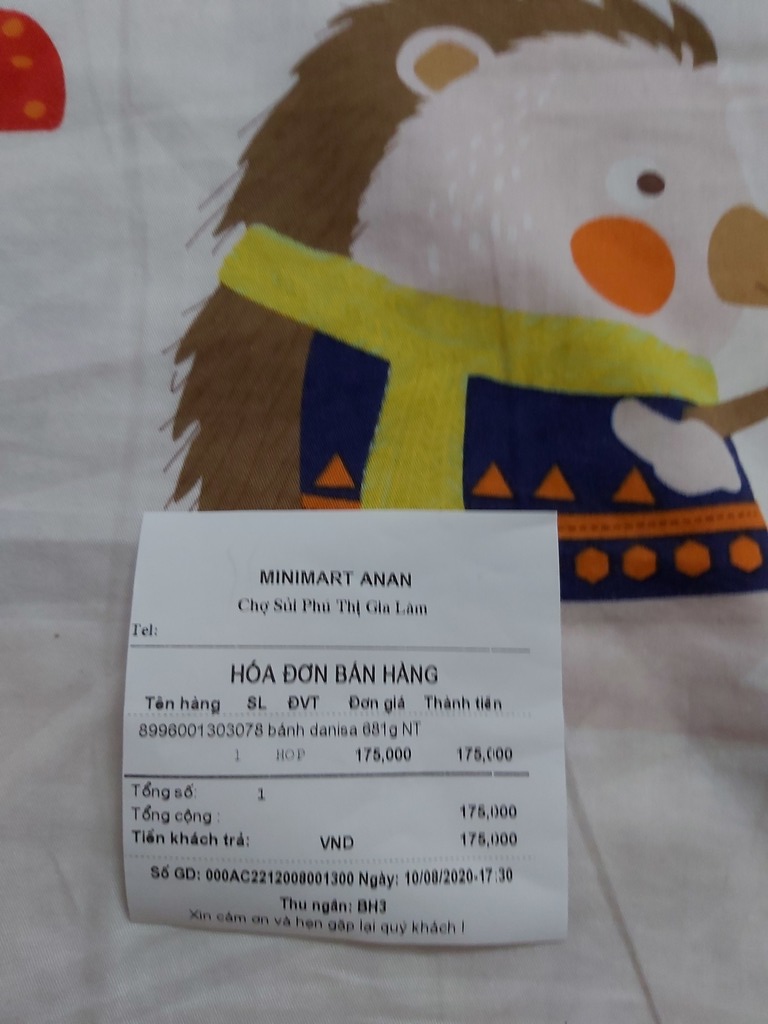 MINIMART ANAN
Chợ Sủi Phú Thị Gia Lâm
Tel:
HÓA ĐƠN BÁN HÀNG
Tên hàng SL ĐVT Đơn giá Thành tiền
8996001303078 bánh danisa 681g NT
1 HOP 175,000 175,000
Tổng số: 1
Tổng cộng : 175,000
Tiền khách trả: VND 175,000
Số GD: 000AC2212008001300 Ngày: 10/08/2020-17:30
Thu ngân: BH3
Xin cảm ơn và hẹn gặp lại quý khách !